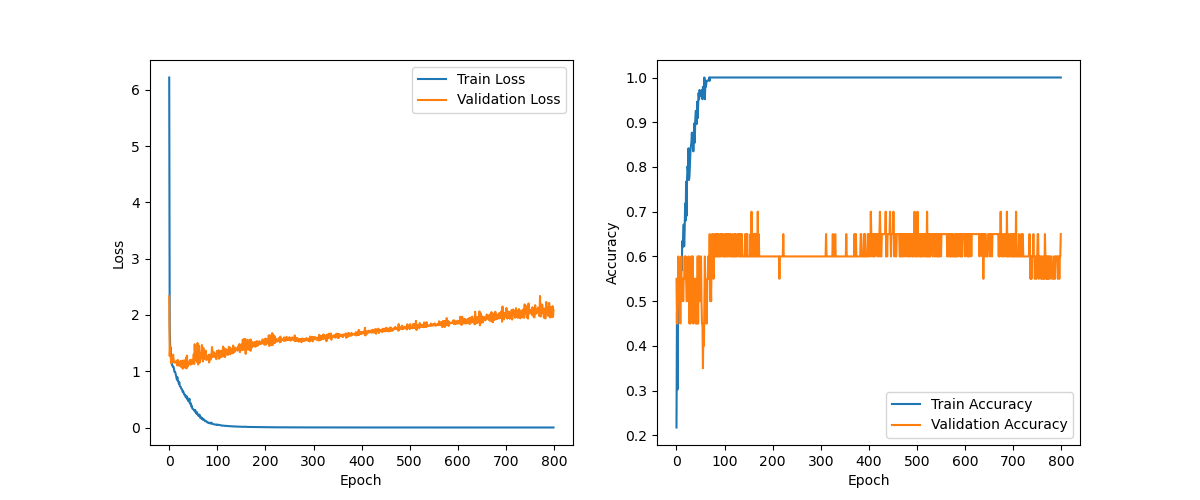 Train Loss
Validation Loss
6
5
4
3
2
1
0
Loss
0 100 200 300 400 500 600 700 800
Epoch
1.0
0.9
0.8
0.7
0.6
0.5
0.4
0.3
0.2
Accuracy
Train Accuracy
Validation Accuracy
0 100 200 300 400 500 600 700 800
Epoch